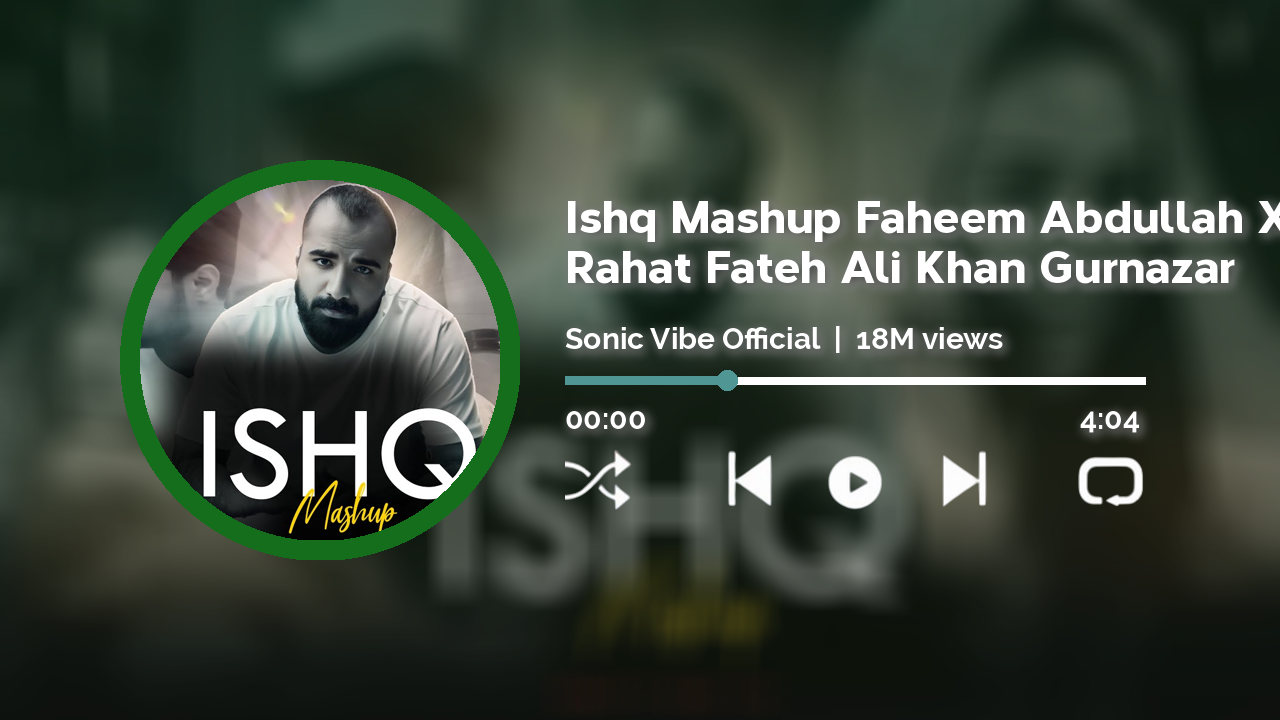 ISHQ
Mashup
Ishq Mashup Faheem Abdullah X
Rahat Fateh Ali Khan Gurnazar
Sonic Vibe Official | 18M views
00:00
4:04
ISHQ